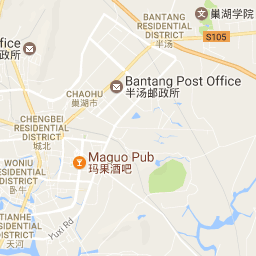 巢湖学院
BANTANG
RESIDENTIAL
DISTRICT
半汤
S105
Office
邮政所
Bantang Post Office
半汤邮政所
CHAOHU
巢湖市
CHENGBEI
RESIDENTIAL
DISTRICT
城北
WONIU
RESIDENTIAL
DISTRICT
卧牛
Maguo Pub
玛果酒吧
TIANHE
RESIDENTIAL
DISTRICT
天河
Yuxi Rd